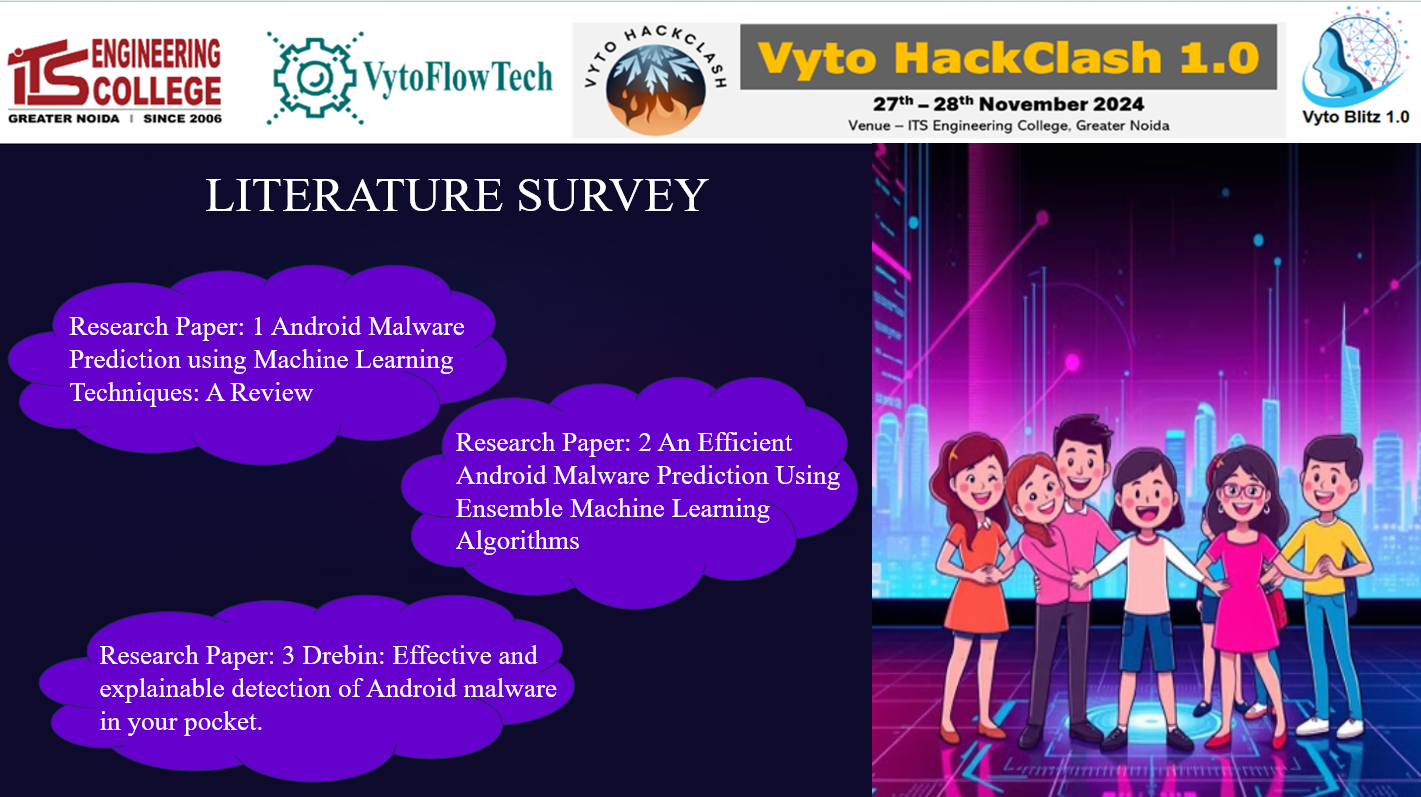 iTS ENGINEERING
COLLEGE
GREATER NOIDA | SINCE 2006
VytoFlowTech
VYTO HACKCLASH
Vyto HackClash 1.0
27th – 28th November 2024
Venue – ITS Engineering College, Greater Noida
Vyto Blitz 1.0
LITERATURE SURVEY
Research Paper: 1 Android Malware
Prediction using Machine Learning
Techniques: A Review
Research Paper: 2 An Efficient
Android Malware Prediction Using
Ensemble Machine Learning
Algorithms
Research Paper: 3 Drebin: Effective and
explainable detection of Android malware
in your pocket.